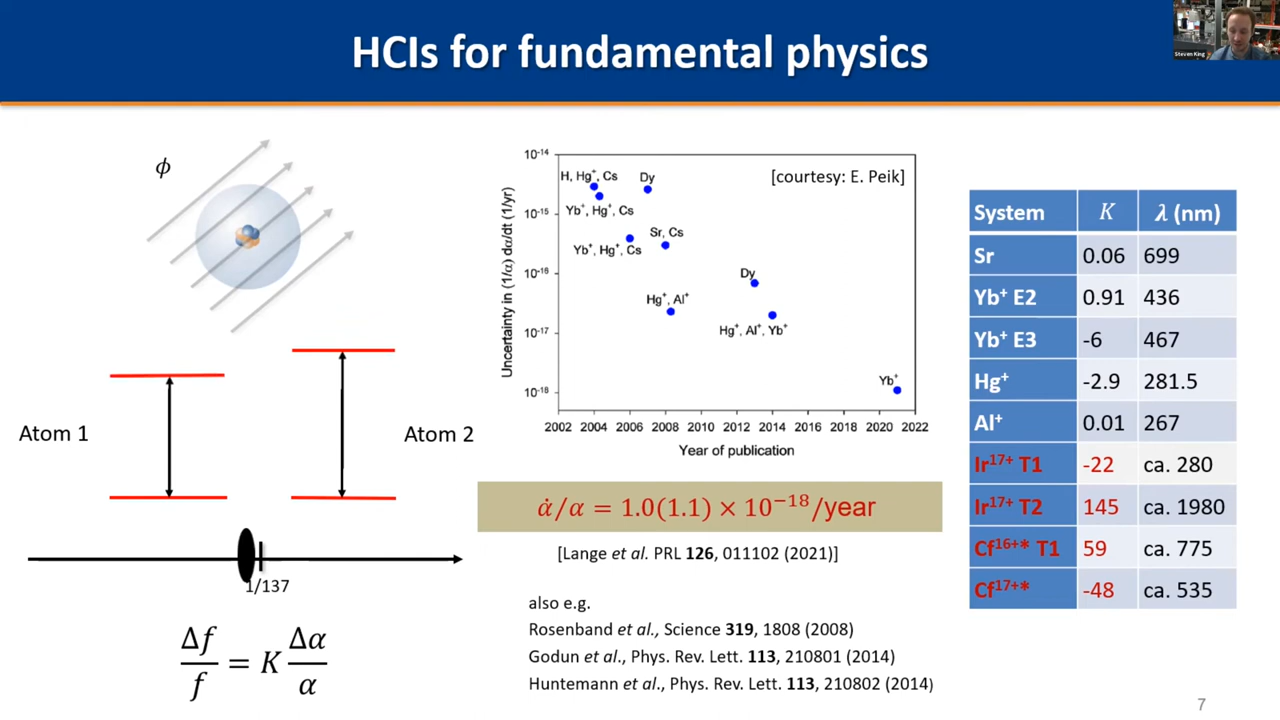 HCIs for fundamental physics
Steven King
ϕ
Atom 1
Atom 2
1/137
Δf/f = K Δα/α
Uncertainty in (1/α) dα/dt (1/yr)
10⁻¹⁴
10⁻¹⁵
10⁻¹⁶
10⁻¹⁷
10⁻¹⁸
[courtesy: E. Peik]
H, Hg⁺, Cs
Dy
Yb⁺, Hg⁺, Cs
Sr, Cs
Yb⁺, Hg⁺, Cs
Dy
Hg⁺, Al⁺
Hg⁺, Al⁺, Yb⁺
Yb⁺
2002 2004 2006 2008 2010 2012 2014 2016 2018 2020 2022
Year of publication
α̇/α = 1.0(1.1) × 10⁻¹⁸/year
[Lange et al. PRL 126, 011102 (2021)]
also e.g.
Rosenband et al., Science 319, 1808 (2008)
Godun et al., Phys. Rev. Lett. 113, 210801 (2014)
Huntemann et al., Phys. Rev. Lett. 113, 210802 (2014)
System K λ (nm)
Sr 0.06 699
Yb⁺ E2 0.91 436
Yb⁺ E3 -6 467
Hg⁺ -2.9 281.5
Al⁺ 0.01 267
Ir¹⁷⁺ T1 -22 ca. 280
Ir¹⁷⁺ T2 145 ca. 1980
Cf¹⁶⁺* T1 59 ca. 775
Cf¹⁷⁺* -48 ca. 535
7